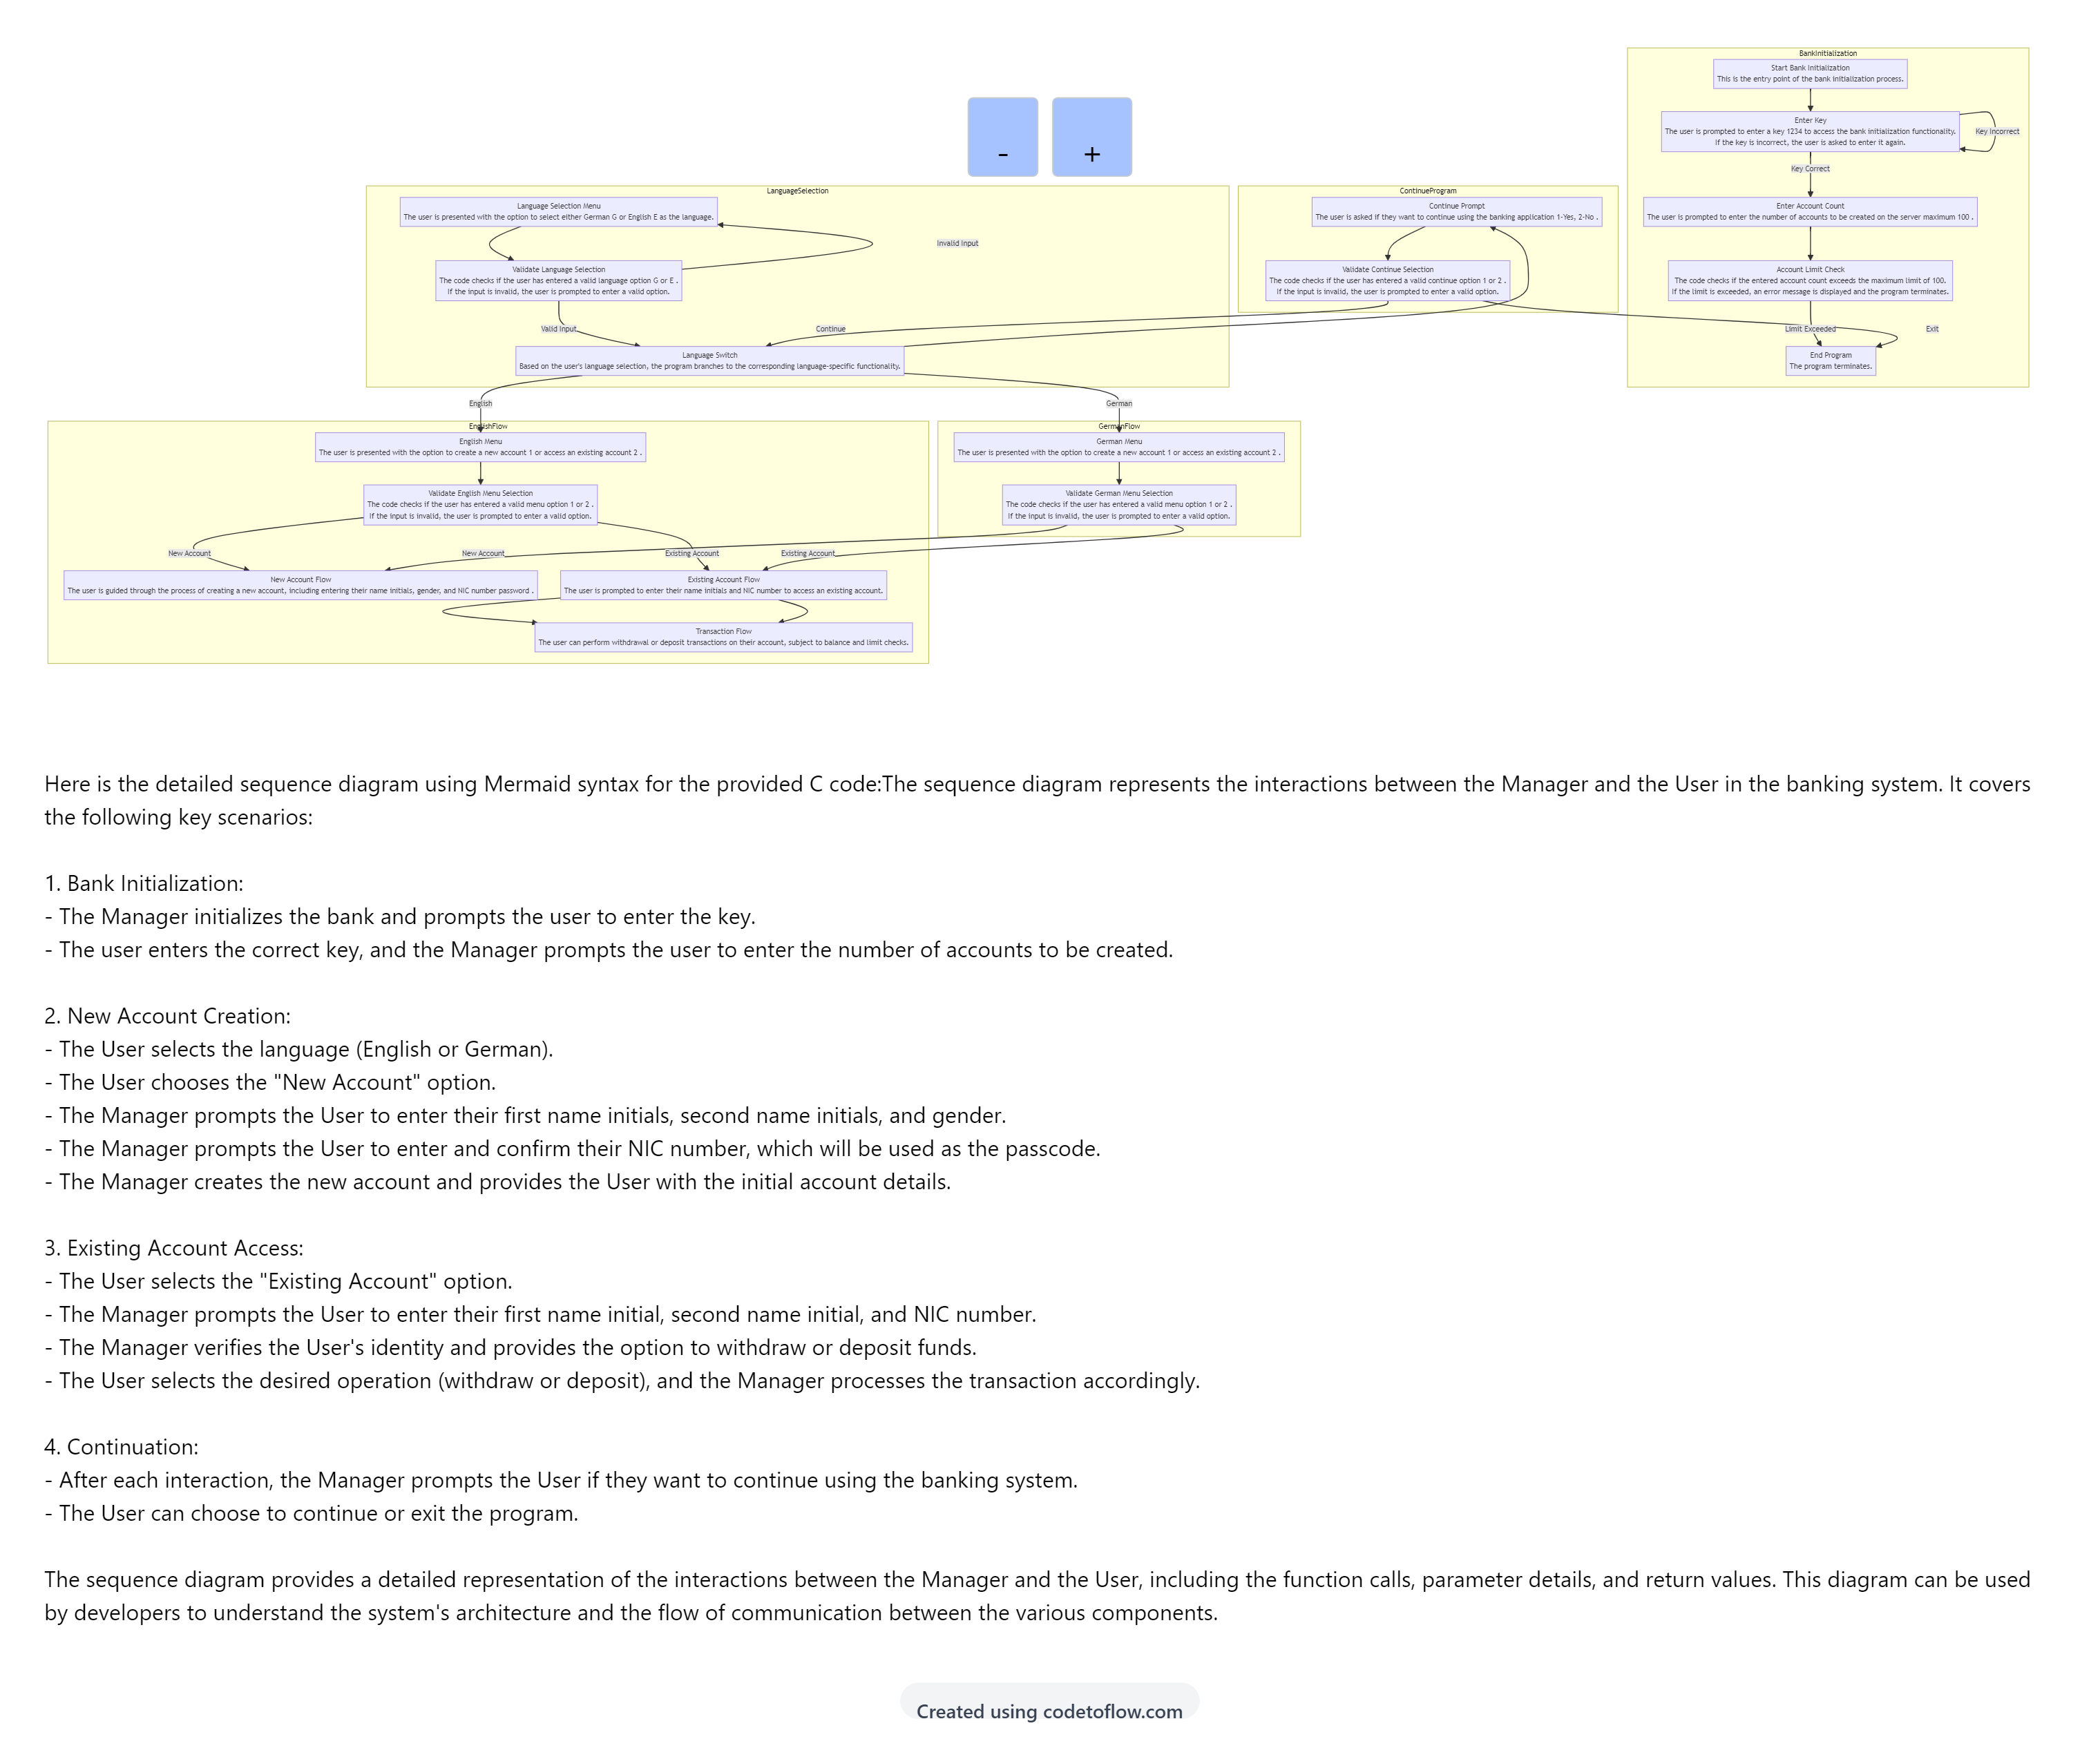 BankInitialization
Start Bank Initialization
This is the entry point of the bank initialization process.
Enter Key
The user is prompted to enter a key 1234 to access the bank initialization functionality.
If the key is incorrect, the user is asked to enter it again.
Key Incorrect
Key Correct
Enter Account Count
The user is prompted to enter the number of accounts to be created on the server maximum 100 .
Account Limit Check
The code checks if the entered account count exceeds the maximum limit of 100.
If the limit is exceeded, an error message is displayed and the program terminates.
Limit Exceeded
Exit
End Program
The program terminates.
-
+
LanguageSelection
Language Selection Menu
The user is presented with the option to select either German G or English E as the language.
Invalid Input
Validate Language Selection
The code checks if the user has entered a valid language option G or E .
If the input is invalid, the user is prompted to enter a valid option.
Valid Input
Continue
Language Switch
Based on the user's language selection, the program branches to the corresponding language-specific functionality.
ContinueProgram
Continue Prompt
The user is asked if they want to continue using the banking application 1-Yes, 2-No .
Validate Continue Selection
The code checks if the user has entered a valid continue option 1 or 2 .
If the input is invalid, the user is prompted to enter a valid option.
English
German
EnglishFlow
English Menu
The user is presented with the option to create a new account 1 or access an existing account 2 .
Validate English Menu Selection
The code checks if the user has entered a valid menu option 1 or 2 .
If the input is invalid, the user is prompted to enter a valid option.
GermanFlow
German Menu
The user is presented with the option to create a new account 1 or access an existing account 2 .
Validate German Menu Selection
The code checks if the user has entered a valid menu option 1 or 2 .
If the input is invalid, the user is prompted to enter a valid option.
New Account
New Account
Existing Account
Existing Account
New Account Flow
The user is guided through the process of creating a new account, including entering their name initials, gender, and NIC number password .
Existing Account Flow
The user is prompted to enter their name initials and NIC number to access an existing account.
Transaction Flow
The user can perform withdrawal or deposit transactions on their account, subject to balance and limit checks.
Here is the detailed sequence diagram using Mermaid syntax for the provided C code:The sequence diagram represents the interactions between the Manager and the User in the banking system. It covers
the following key scenarios:
1. Bank Initialization:
- The Manager initializes the bank and prompts the user to enter the key.
- The user enters the correct key, and the Manager prompts the user to enter the number of accounts to be created.
2. New Account Creation:
- The User selects the language (English or German).
- The User chooses the "New Account" option.
- The Manager prompts the User to enter their first name initials, second name initials, and gender.
- The Manager prompts the User to enter and confirm their NIC number, which will be used as the passcode.
- The Manager creates the new account and provides the User with the initial account details.
3. Existing Account Access:
- The User selects the "Existing Account" option.
- The Manager prompts the User to enter their first name initial, second name initial, and NIC number.
- The Manager verifies the User's identity and provides the option to withdraw or deposit funds.
- The User selects the desired operation (withdraw or deposit), and the Manager processes the transaction accordingly.
4. Continuation:
- After each interaction, the Manager prompts the User if they want to continue using the banking system.
- The User can choose to continue or exit the program.
The sequence diagram provides a detailed representation of the interactions between the Manager and the User, including the function calls, parameter details, and return values. This diagram can be used
by developers to understand the system's architecture and the flow of communication between the various components.
Created using codetoflow.com